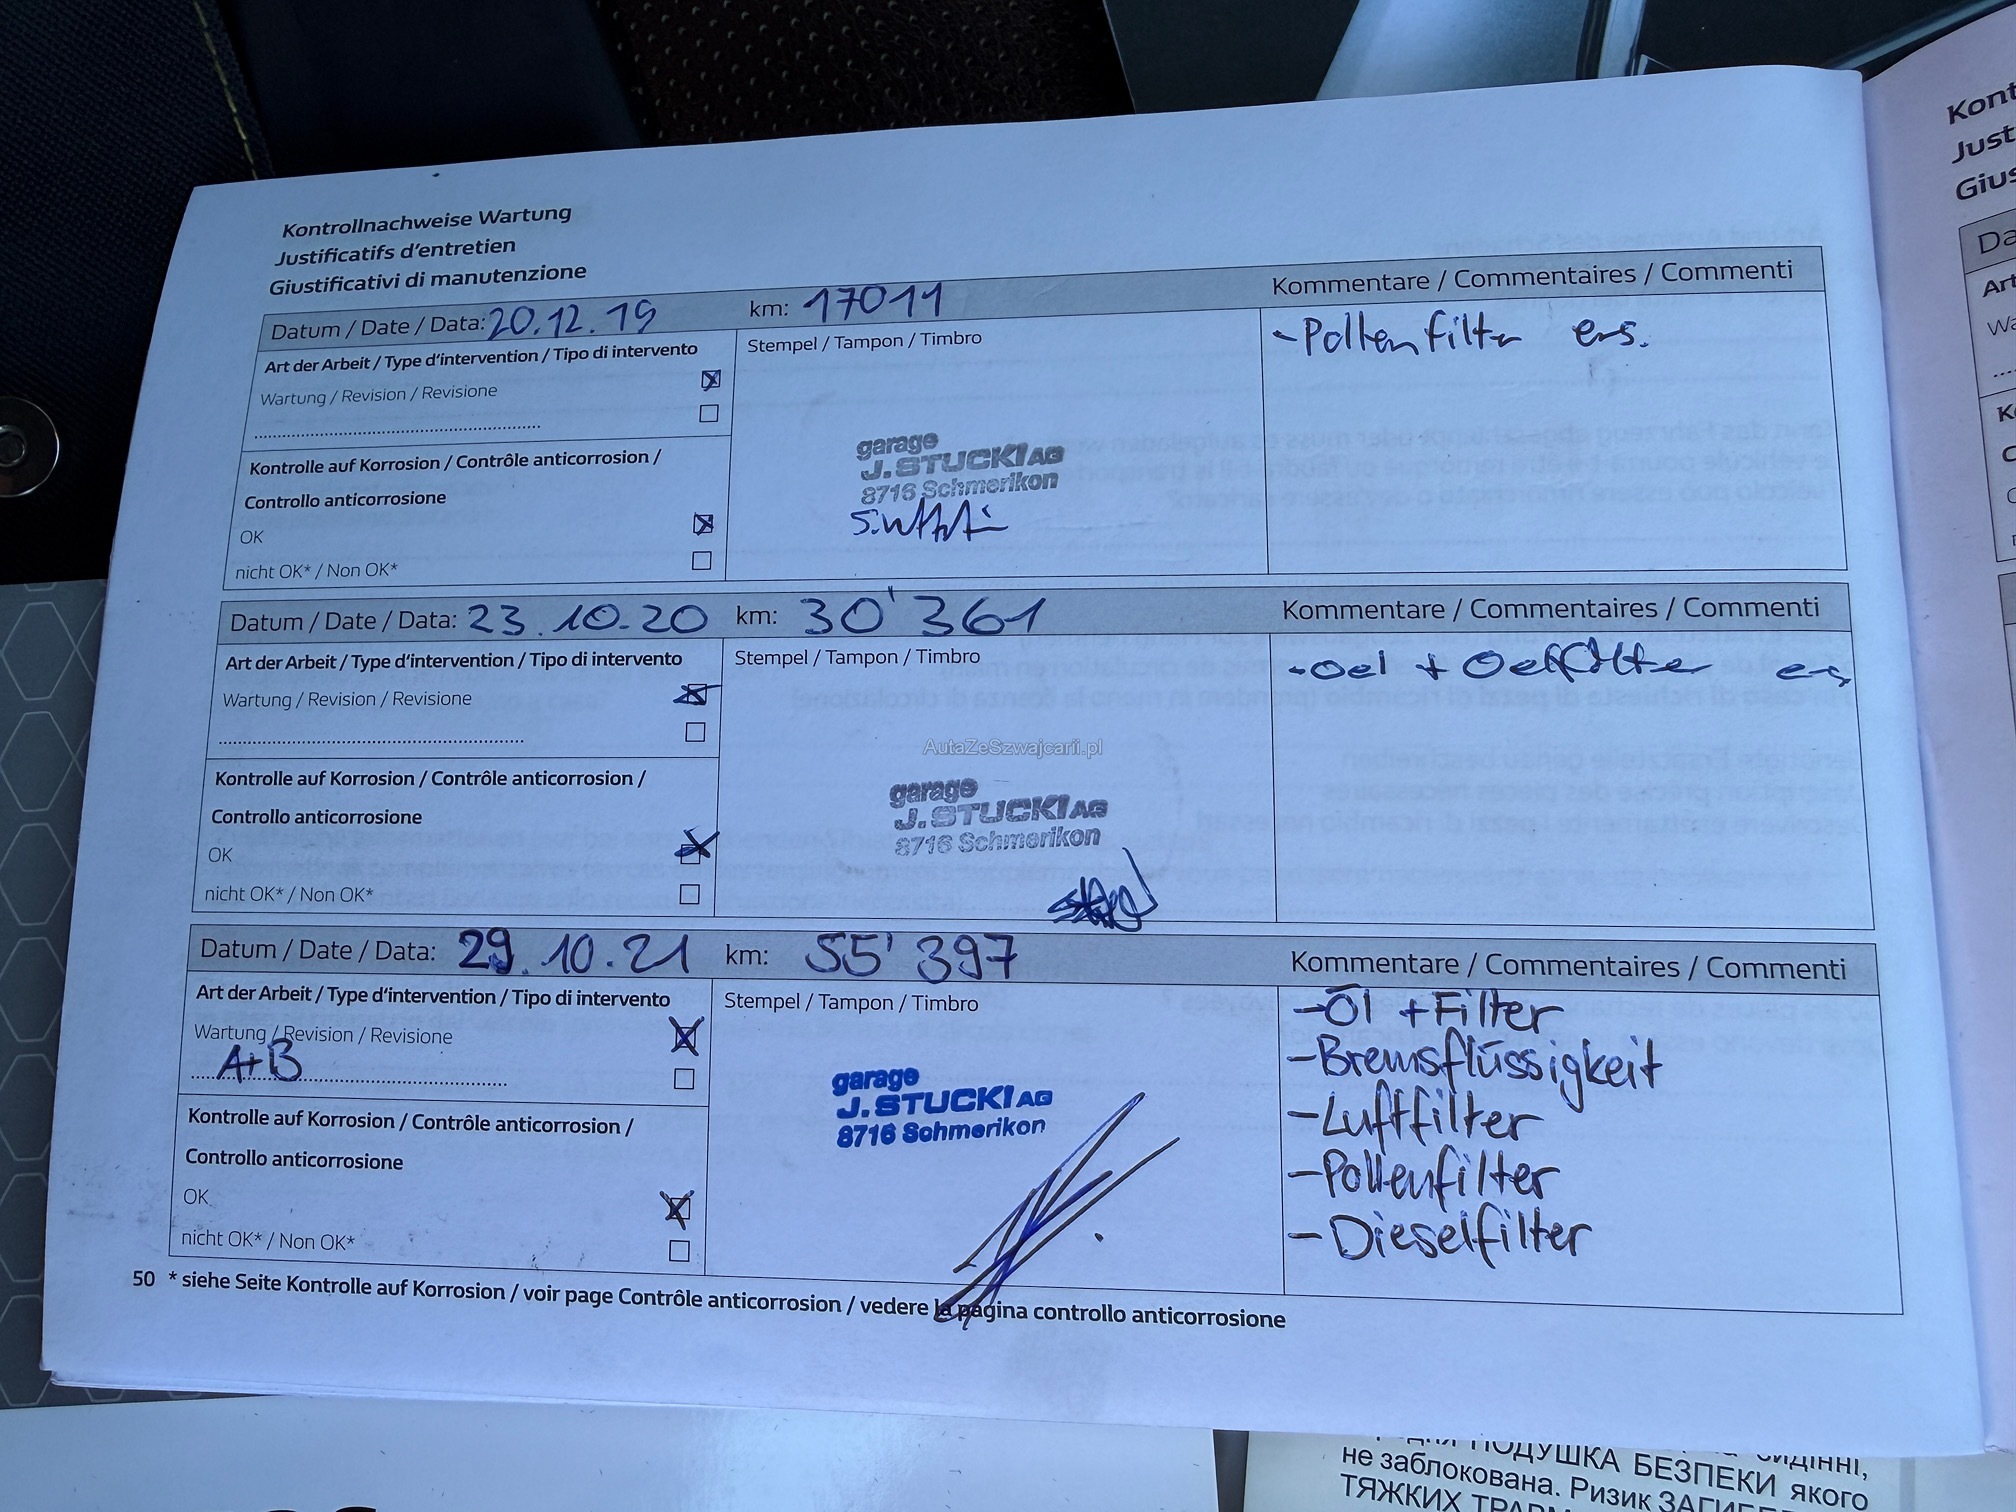 Kontrollnachweise Wartung
Justificatifs d'entretien
Giustificativi di manutenzione
Datum / Date / Data: 20.12.19 km: 17011 Kommentare / Commentaires / Commenti
Art der Arbeit / Type d'intervention / Tipo di intervento
Stempel / Tampon / Timbro
- Pollenfilter ers.
Wartung / Revision / Revisione
Kontrolle auf Korrosion / Contrôle anticorrosion /
Controllo anticorrosione
OK
nicht OK* / Non OK*
garage
J. STUCKI AG
8716 Schmerikon
Datum / Date / Data: 23.10.20 km: 30'361 Kommentare / Commentaires / Commenti
Art der Arbeit / Type d'intervention / Tipo di intervento
Stempel / Tampon / Timbro
- Oel + Oelfilter ers
Wartung / Revision / Revisione
AutaZeSzwajcarii.pl
Kontrolle auf Korrosion / Contrôle anticorrosion /
Controllo anticorrosione
OK
nicht OK* / Non OK*
garage
J. STUCKI AG
8716 Schmerikon
Datum / Date / Data: 29.10.21 km: 55'397 Kommentare / Commentaires / Commenti
Art der Arbeit / Type d'intervention / Tipo di intervento
Stempel / Tampon / Timbro
Wartung / Revision / Revisione
A+B
Kontrolle auf Korrosion / Contrôle anticorrosion /
Controllo anticorrosione
OK
nicht OK* / Non OK*
garage
J. STUCKI AG
8716 Schmerikon
- Öl + Filter
- Bremsflüssigkeit
- Luftfilter
- Pollenfilter
- Dieselfilter
50 * siehe Seite Kontrolle auf Korrosion / voir page Contrôle anticorrosion / vedere la pagina controllo anticorrosione
ПОДУШКА БЕЗПЕКИ якого
не заблокована. Ризик
ТЯЖКИХ